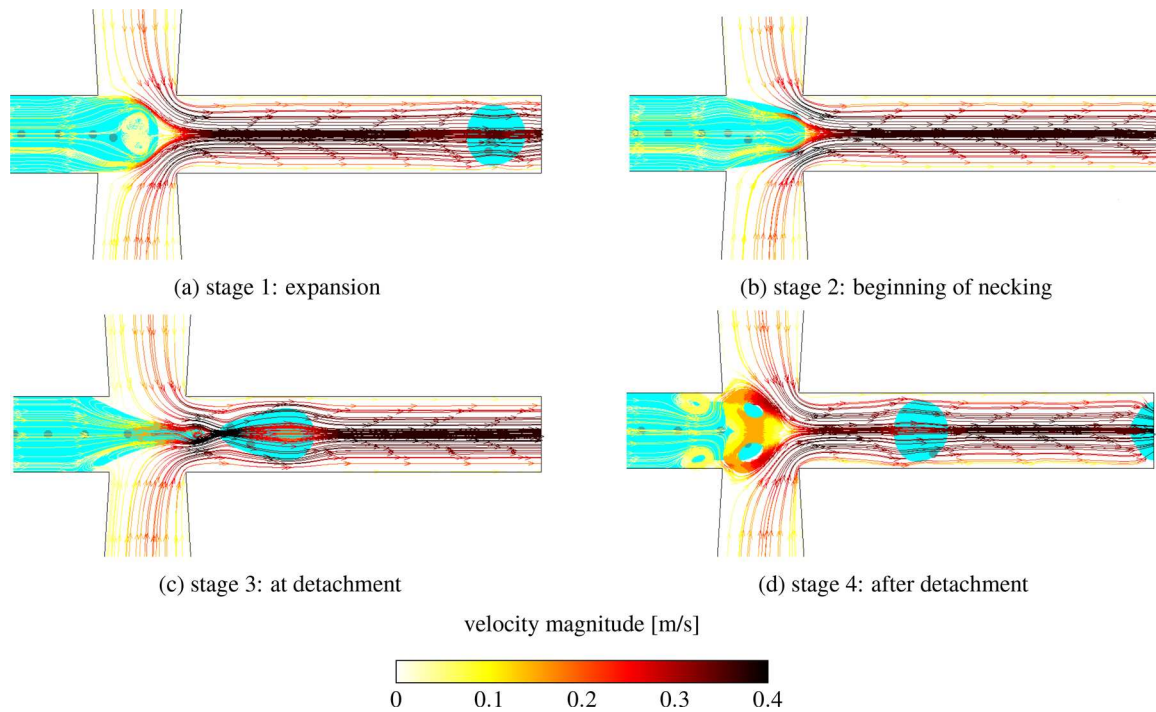 (a) stage 1: expansion
(b) stage 2: beginning of necking
(c) stage 3: at detachment
(d) stage 4: after detachment
velocity magnitude [m/s]
0 0.1 0.2 0.3 0.4